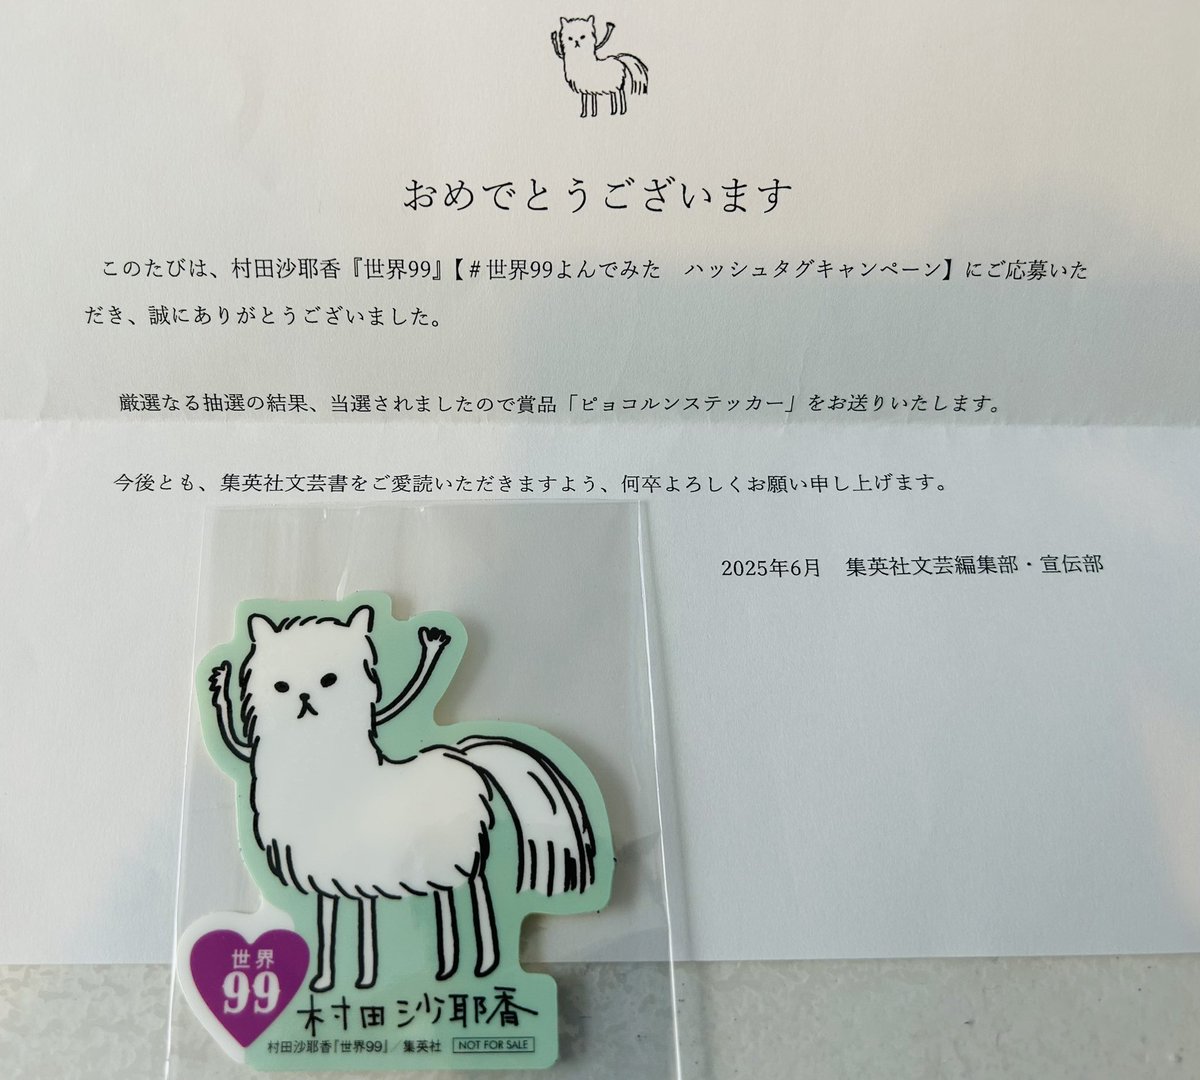 おめでとうございます
このたびは、村田沙耶香『世界99』【＃世界99よんでみた　ハッシュタグキャンペーン】にご応募いた
だき、誠にありがとうございました。
厳選なる抽選の結果、当選されましたので賞品「ピョコルンステッカー」をお送りいたします。
今後とも、集英社文芸書をご愛読いただきますよう、何卒よろしくお願い申し上げます。
2025年6月　集英社文芸編集部・宣伝部
世界
99
村田沙耶香
村田沙耶香『世界99』／集英社 NOT FOR SALE